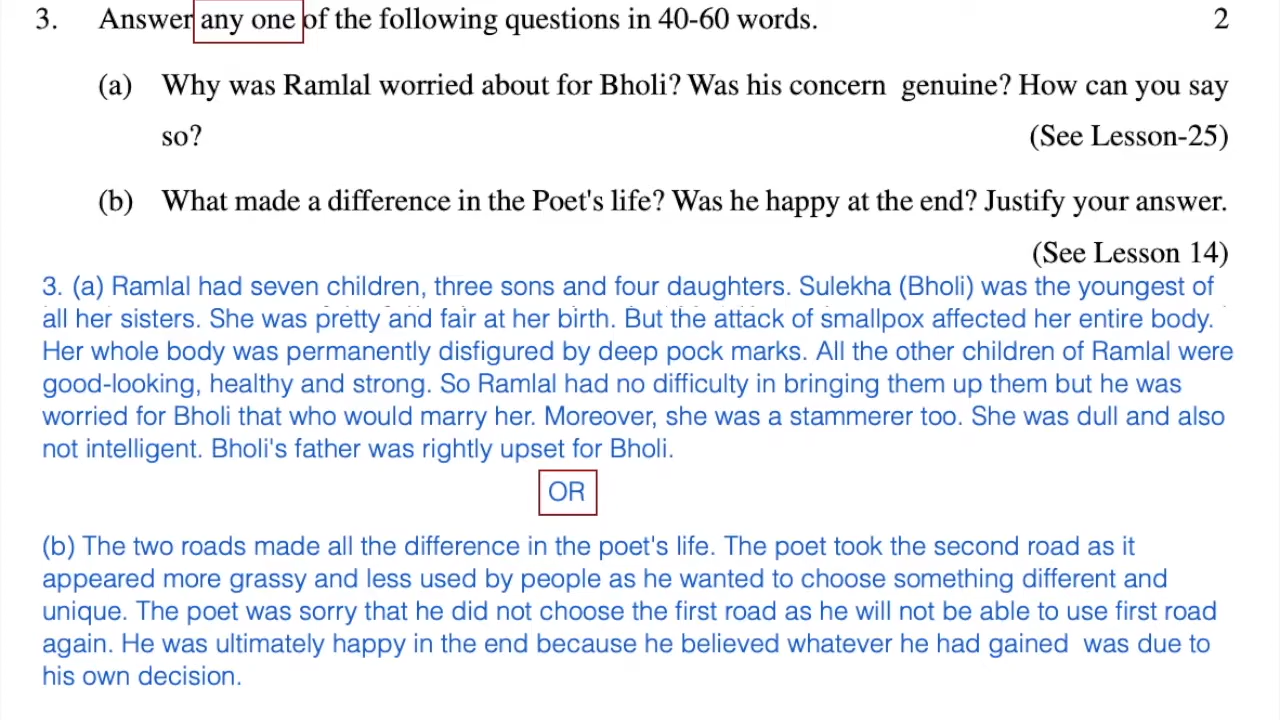 3. Answer any one of the following questions in 40-60 words. 2
(a) Why was Ramlal worried about for Bholi? Was his concern genuine? How can you say
so? (See Lesson-25)
(b) What made a difference in the Poet's life? Was he happy at the end? Justify your answer.
(See Lesson 14)
3. (a) Ramlal had seven children, three sons and four daughters. Sulekha (Bholi) was the youngest of
all her sisters. She was pretty and fair at her birth. But the attack of smallpox affected her entire body.
Her whole body was permanently disfigured by deep pock marks. All the other children of Ramlal were
good-looking, healthy and strong. So Ramlal had no difficulty in bringing them up them but he was
worried for Bholi that who would marry her. Moreover, she was a stammerer too. She was dull and also
not intelligent. Bholi's father was rightly upset for Bholi.
OR
(b) The two roads made all the difference in the poet's life. The poet took the second road as it
appeared more grassy and less used by people as he wanted to choose something different and
unique. The poet was sorry that he did not choose the first road as he will not be able to use first road
again. He was ultimately happy in the end because he believed whatever he had gained was due to
his own decision.